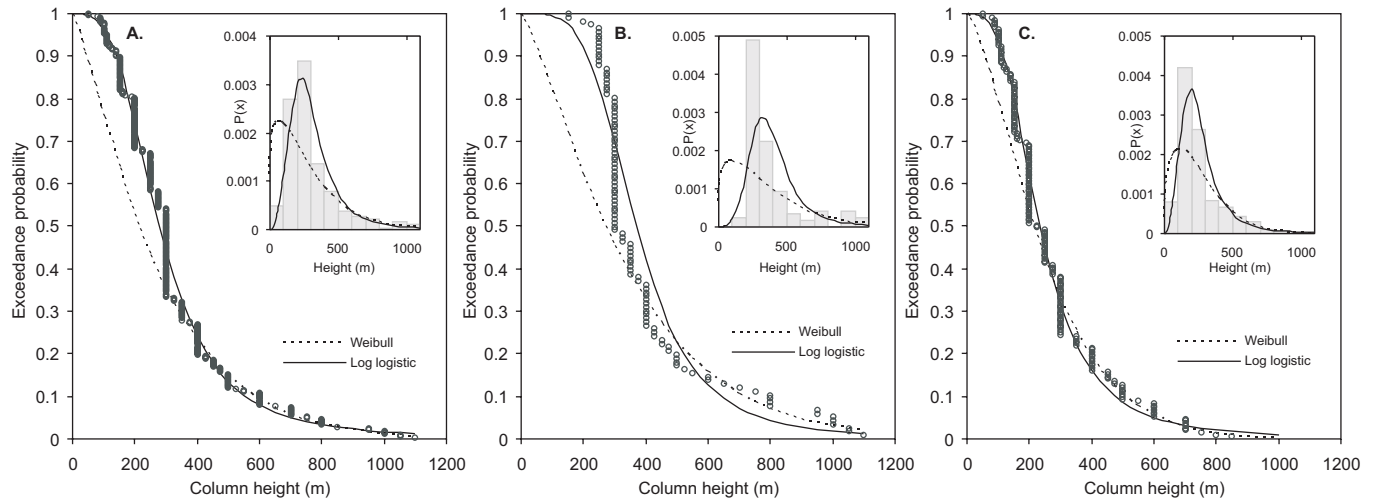 A.
Exceedance probability
1
0.9
0.8
0.7
0.6
0.5
0.4
0.3
0.2
0.1
0
0 200 400 600 800 1000 1200
Column height (m)
P(x)
0.004
0.003
0.002
0.001
0
0 500 1000
Height (m)
Weibull
Log logistic
B.
Exceedance probability
1
0.9
0.8
0.7
0.6
0.5
0.4
0.3
0.2
0.1
0
0 200 400 600 800 1000 1200
Column height (m)
P(x)
0.005
0.004
0.003
0.002
0.001
0
0 500 1000
Height (m)
Weibull
Log logistic
C.
Exceedance probability
1
0.9
0.8
0.7
0.6
0.5
0.4
0.3
0.2
0.1
0
0 200 400 600 800 1000 1200
Column height (m)
P(x)
0.005
0.004
0.003
0.002
0.001
0
0 500 1000
Height (m)
Weibull
Log logistic